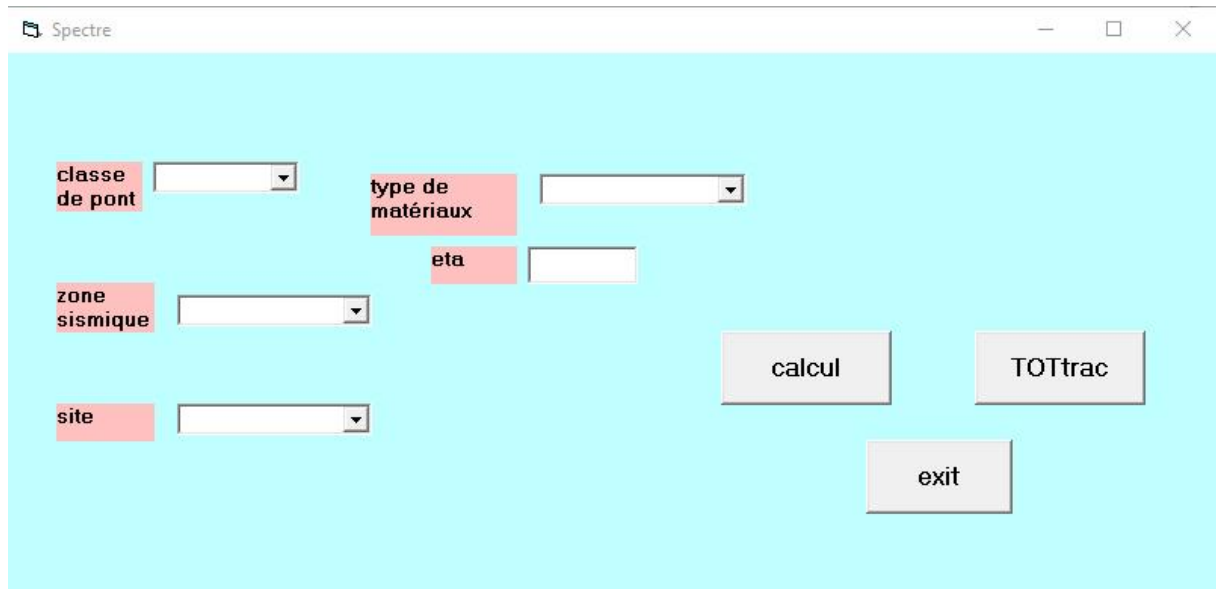 Spectre
classe
de pont
type de
matériaux
eta
zone
sismique
calcul
TOTtrac
site
exit